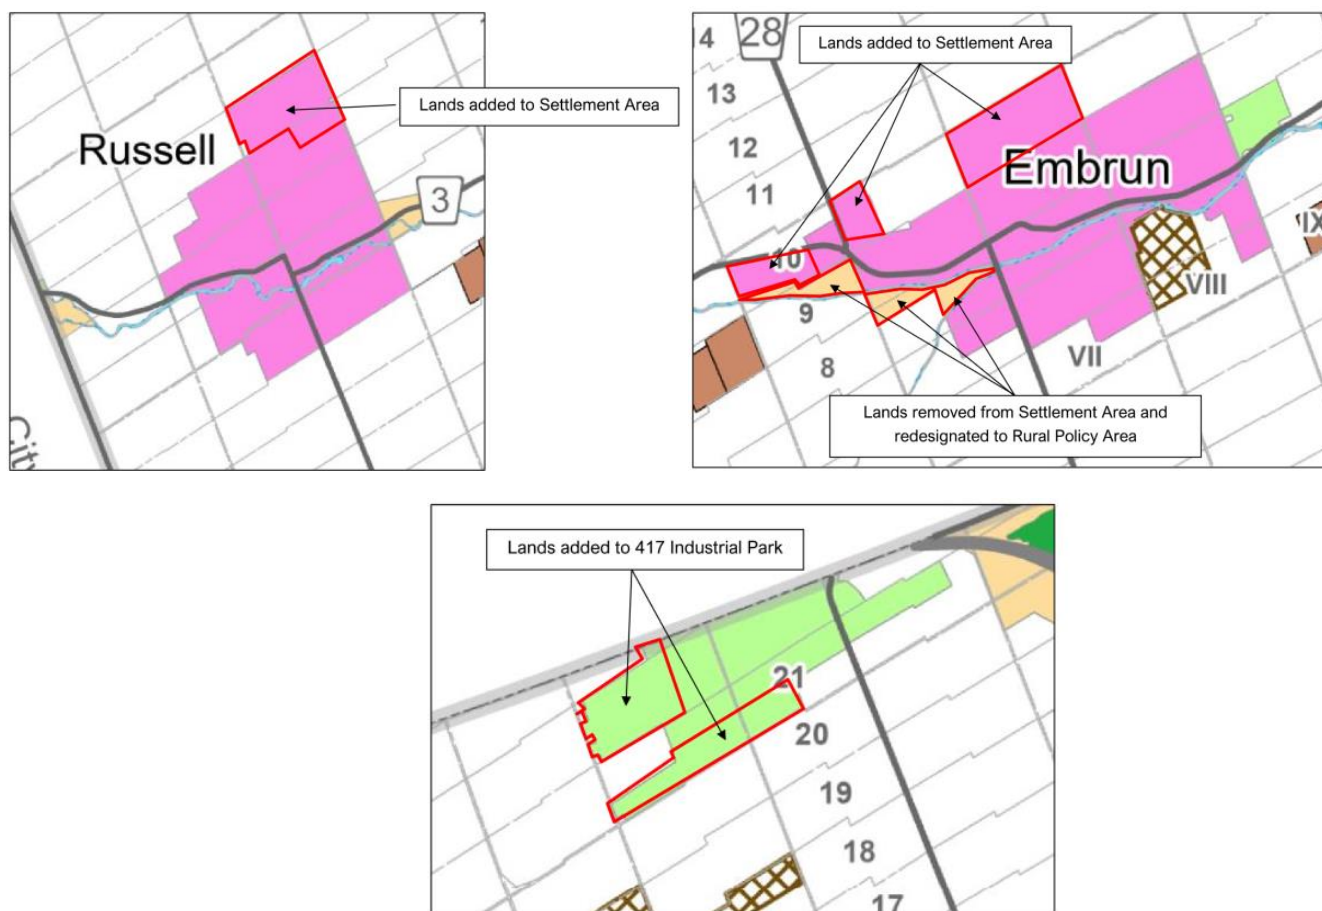 Lands added to Settlement Area
Russell
3
City
14
28
Lands added to Settlement Area
13
12
11
Embrun
10
IX
9
VIII
8
VII
Lands removed from Settlement Area and
redesignated to Rural Policy Area
Lands added to 417 Industrial Park
21
20
19
18
17